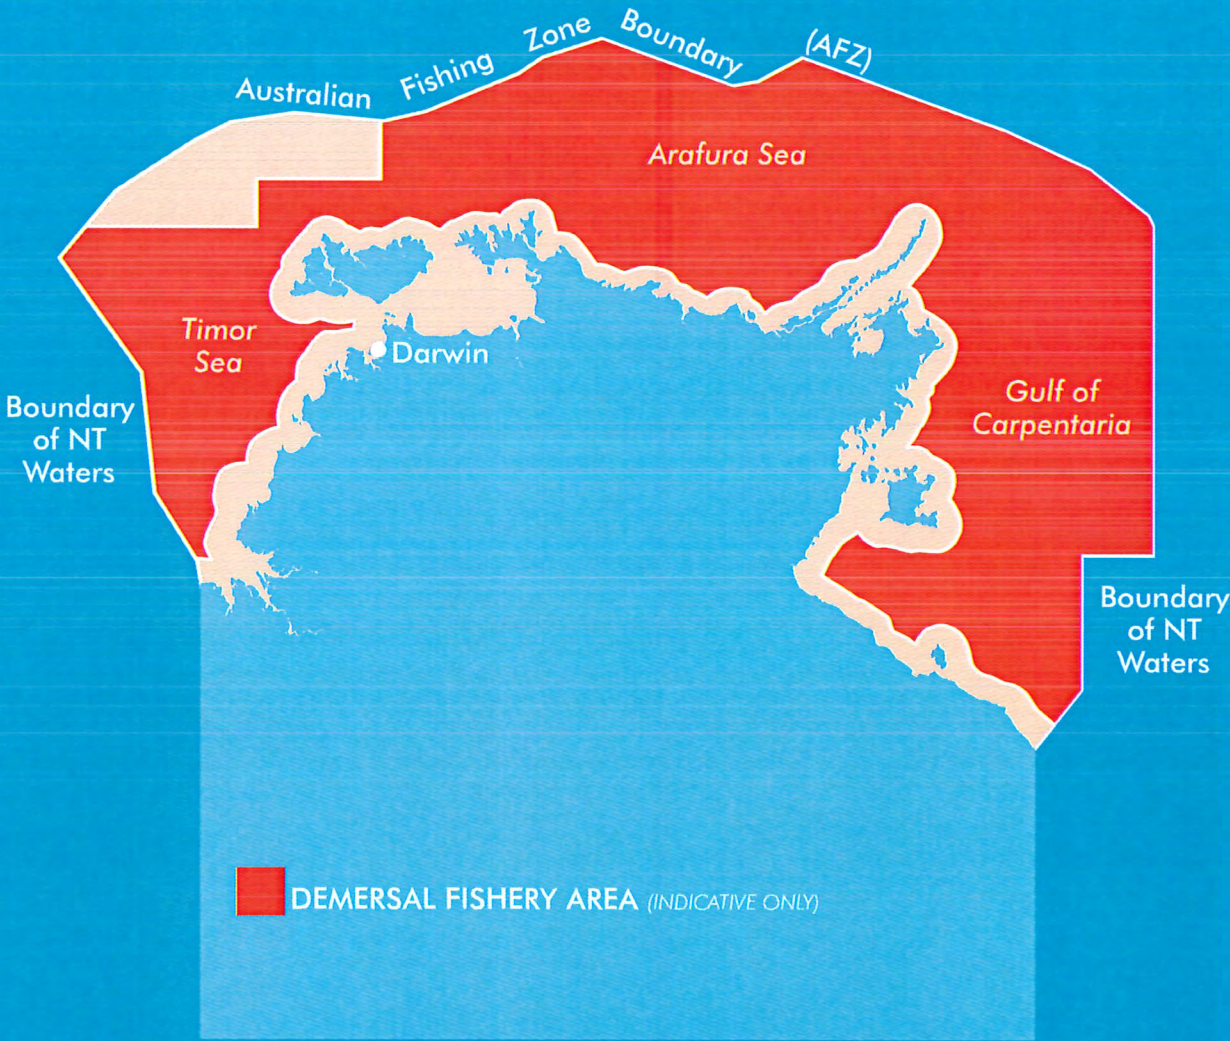 Australian Fishing Zone Boundary (AFZ)
Arafura Sea
Timor
Sea
Darwin
Gulf of
Carpentaria
Boundary
of NT
Waters
Boundary
of NT
Waters
DEMERSAL FISHERY AREA (INDICATIVE ONLY)